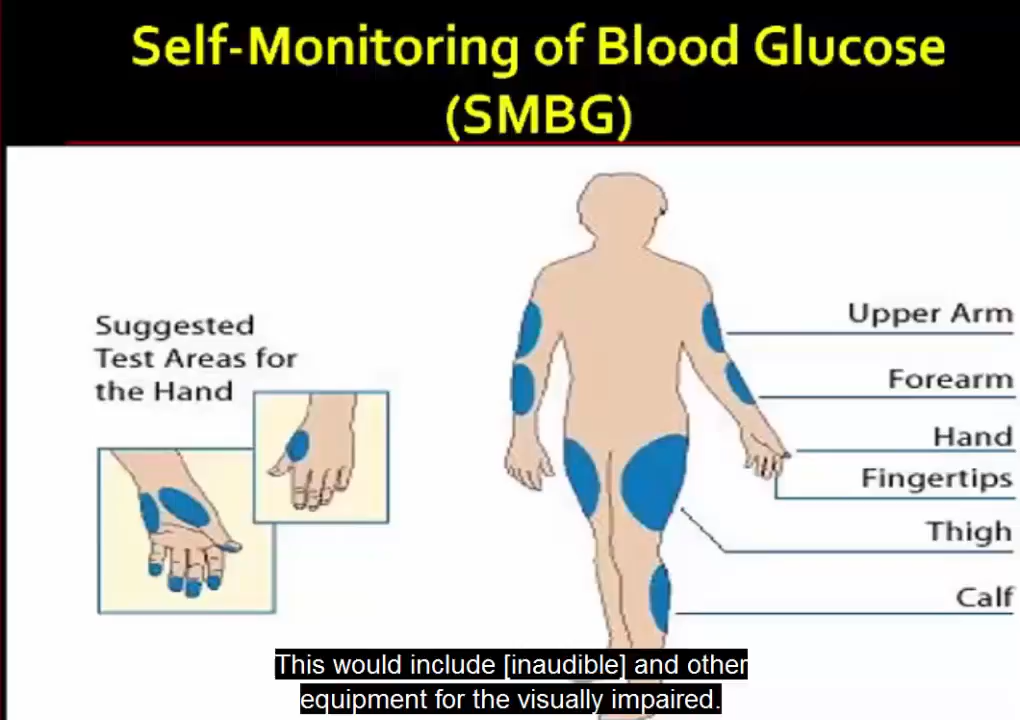 Self-Monitoring of Blood Glucose
(SMBG)
Suggested
Test Areas for
the Hand
Upper Arm
Forearm
Hand
Fingertips
Thigh
Calf
This would include [inaudible] and other
equipment for the visually impaired.